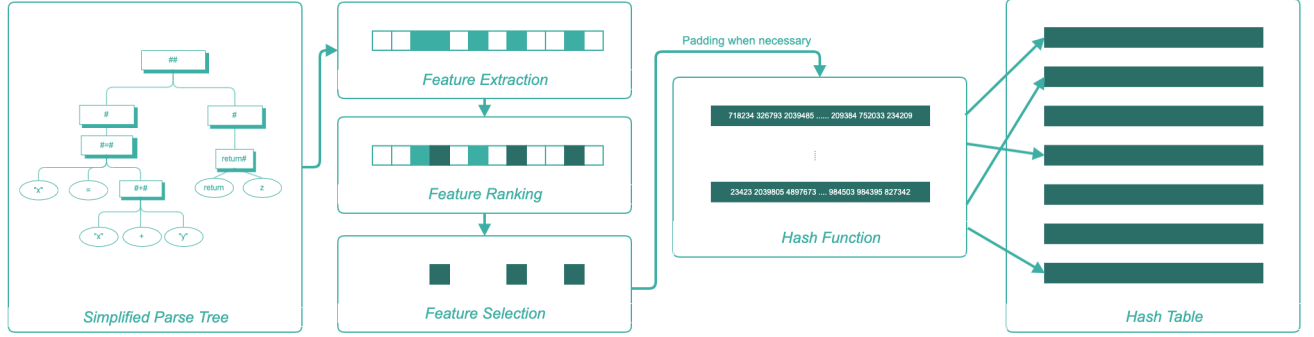 ##
#
#
#=#
return#
"x"
=
#+#
return
z
"x"
+
"y"
Simplified Parse Tree
Feature Extraction
Feature Ranking
Feature Selection
Padding when necessary
718234 326793 2039485 ...... 209384 752033 234209
23423 2039805 4897673 .... 984503 984395 827342
Hash Function
Hash Table